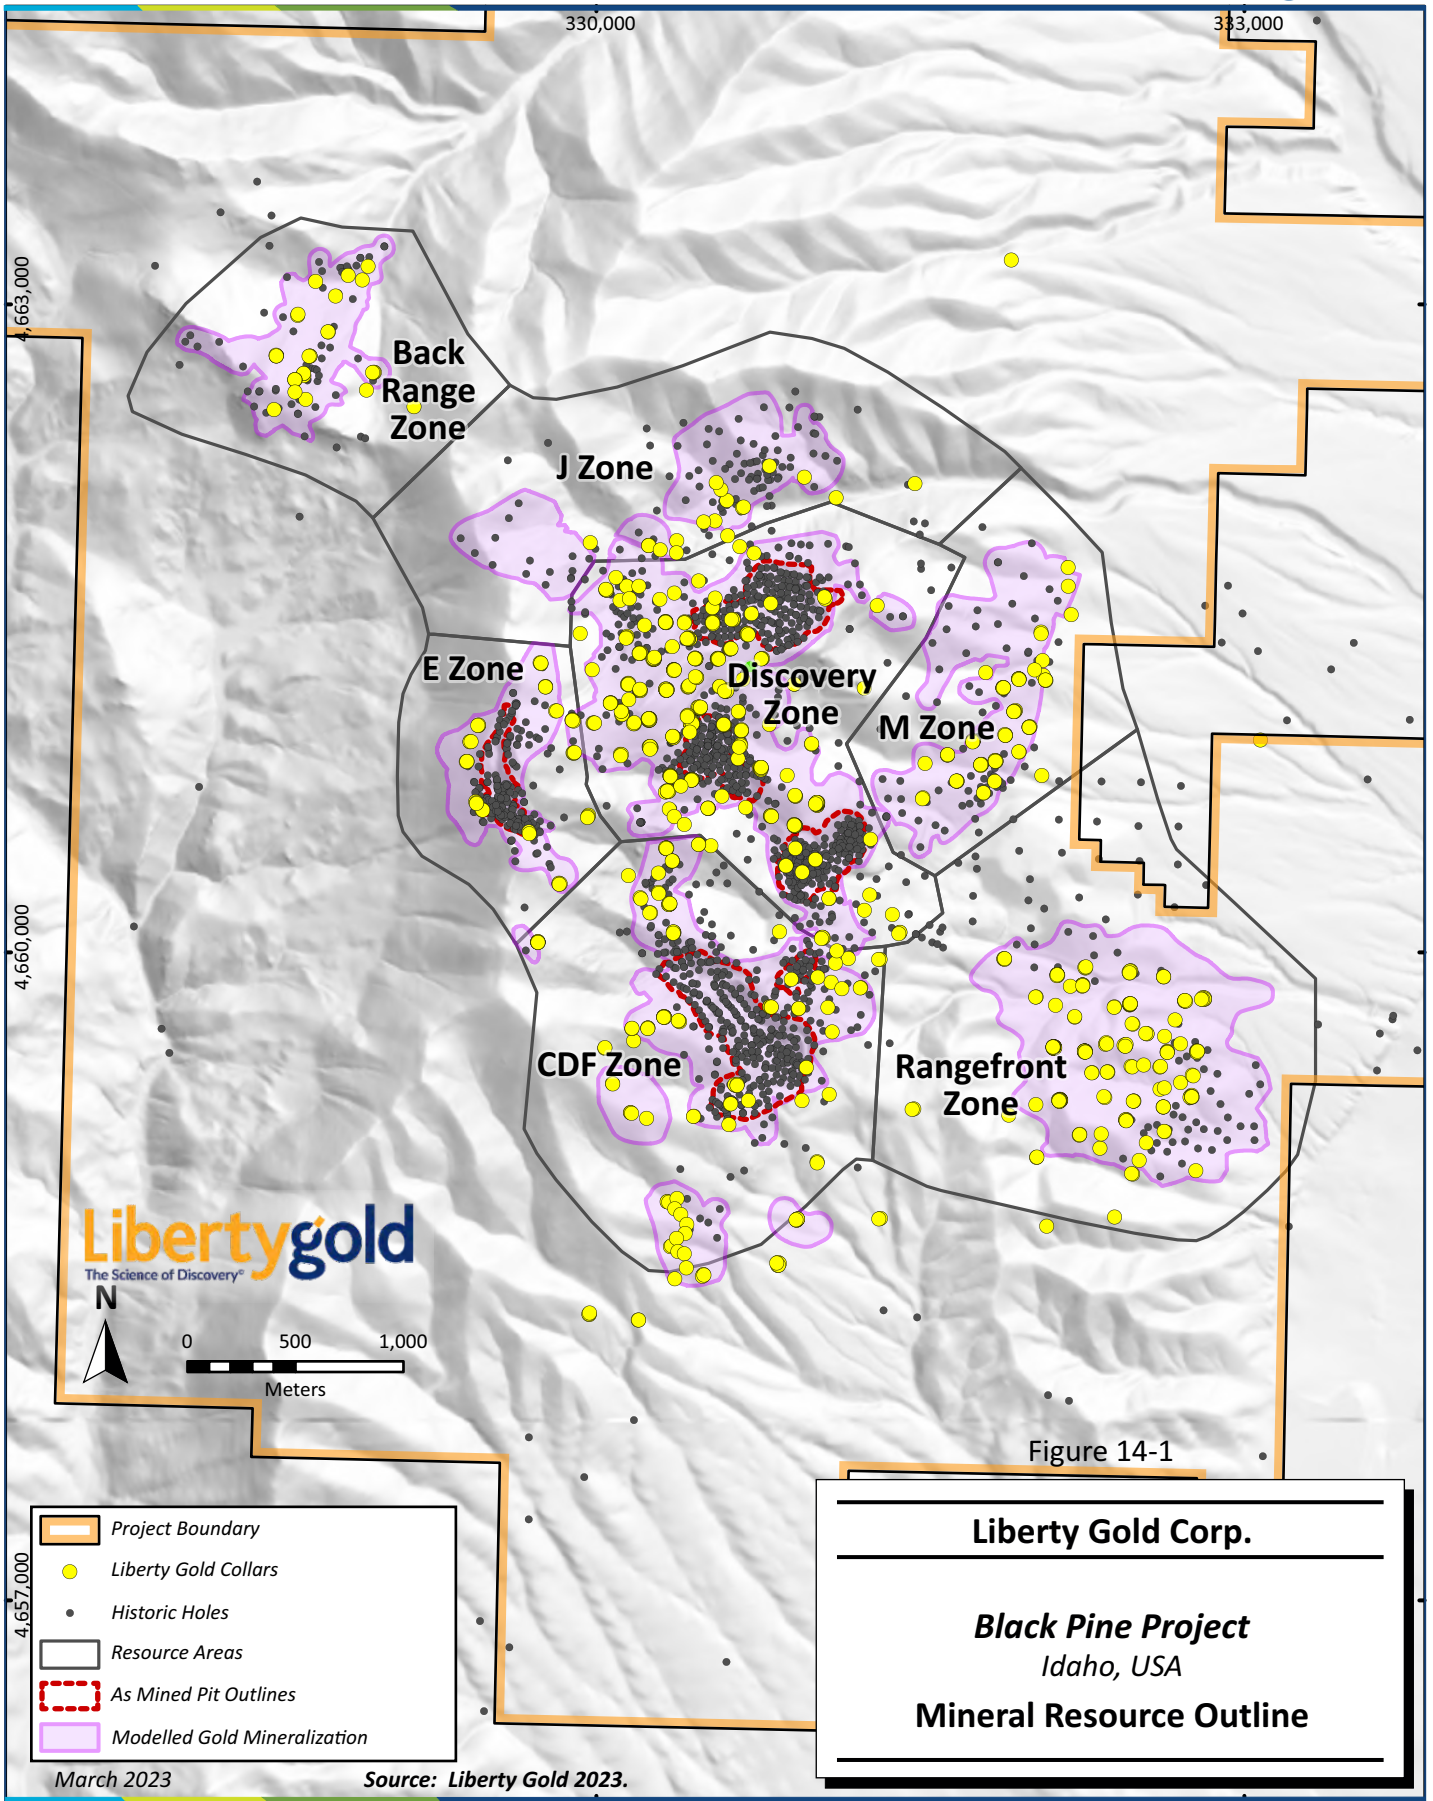 330,000
333,000
4,663,000
Back
Range
Zone
J Zone
E Zone
Discovery
Zone
M Zone
4,660,000
CDF Zone
Rangefront
Zone
Libertygold
The Science of Discovery©
N
0 500 1,000
Meters
Figure 14-1
4,657,000
Project Boundary
Liberty Gold Collars
Historic Holes
Resource Areas
As Mined Pit Outlines
Modelled Gold Mineralization
Liberty Gold Corp.
Black Pine Project
Idaho, USA
Mineral Resource Outline
March 2023
Source: Liberty Gold 2023.